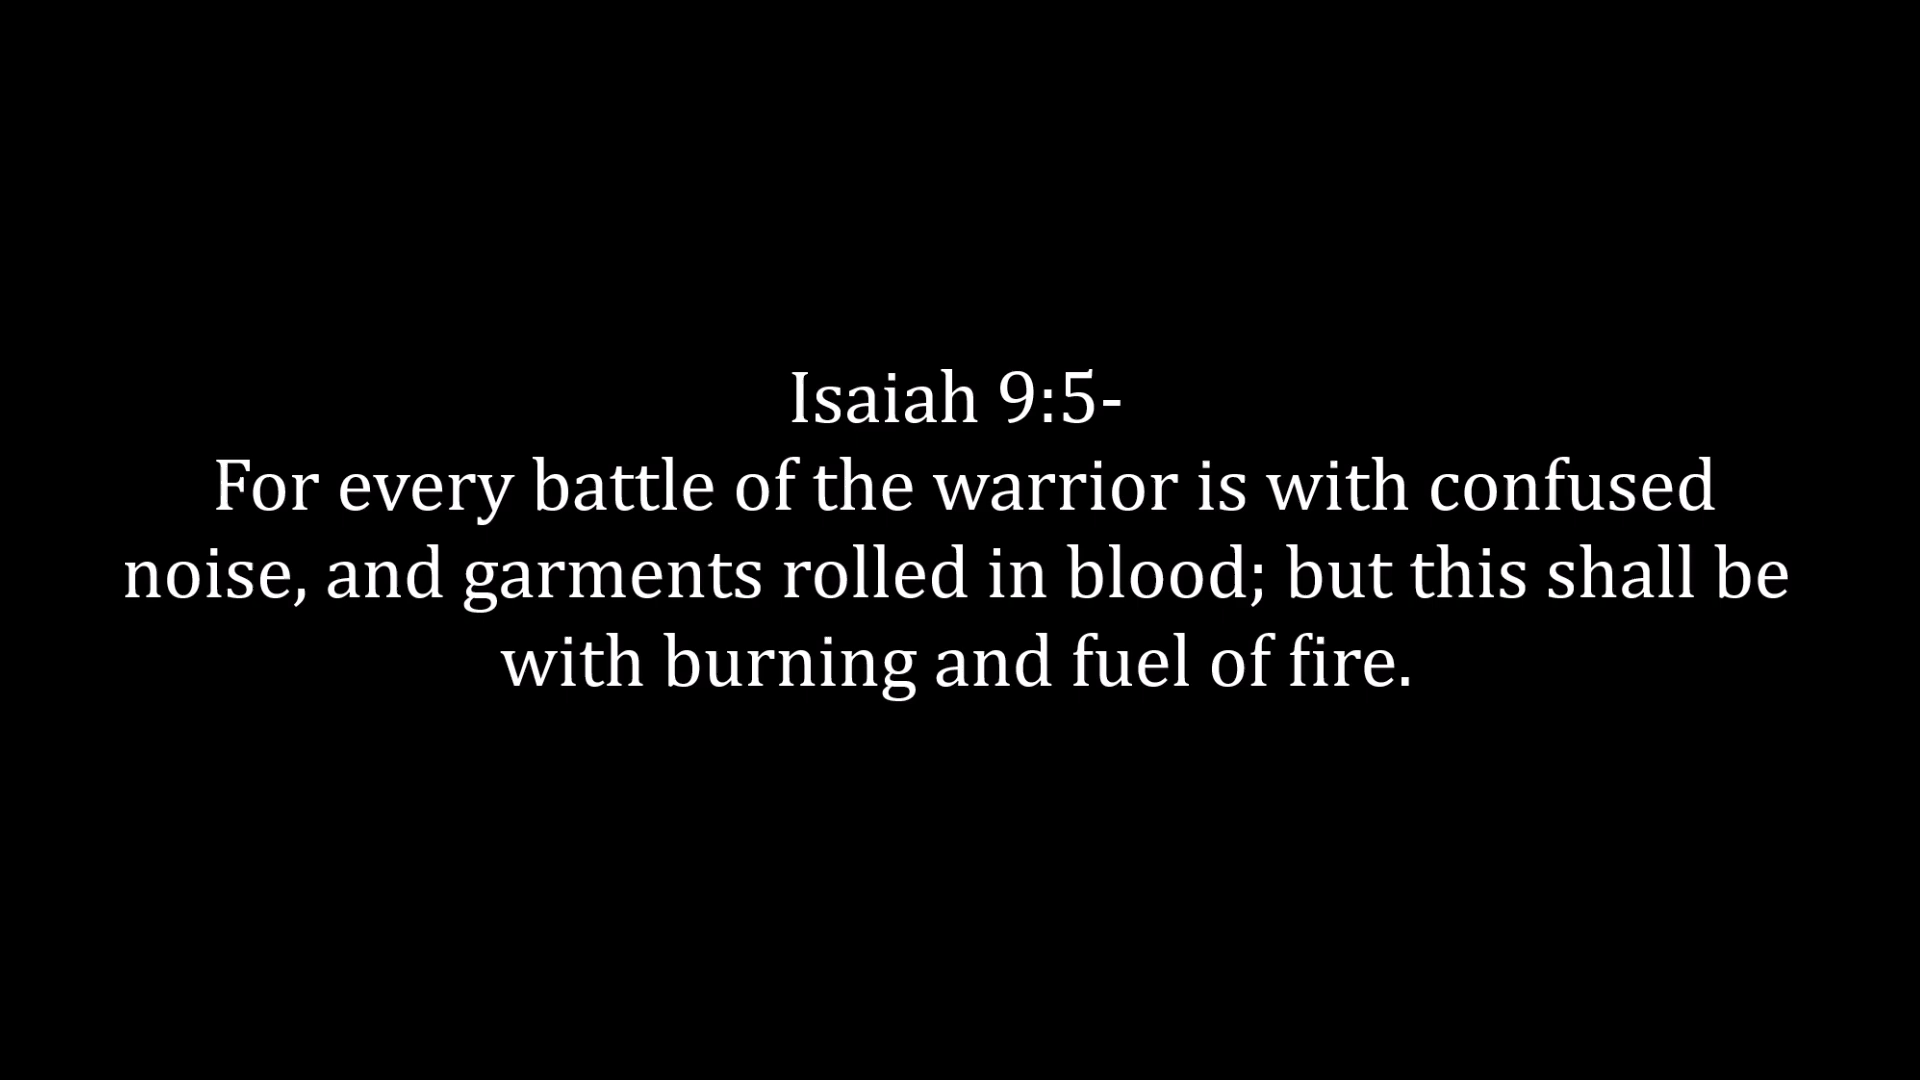 Isaiah 9:5-
For every battle of the warrior is with confused
noise, and garments rolled in blood; but this shall be
with burning and fuel of fire.